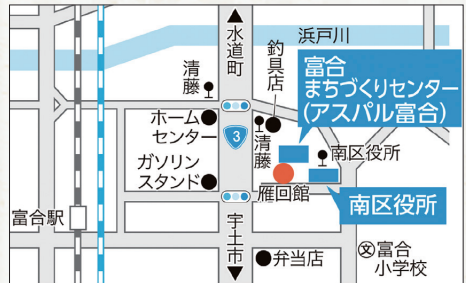 ▲
水道町
浜戸川
釣具店
清藤
富合
まちづくりセンター
(アスパル富合)
ホーム
センター
3
清藤
南区役所
ガソリン
スタンド
雁回館
南区役所
富合駅
宇土市
▼
弁当店
文
富合
小学校